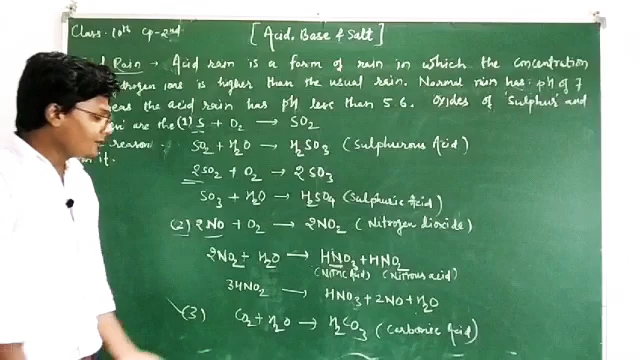 Class- 10th Cp-2nd [Acid, Base & Salt]
Rain → Acid rain is a form of rain in which the concentration
hydrogen ions is higher than the usual rain. Normal rain has pH of 7
the acid rain has pH less than 5.6. Oxides of Sulphur and
are the (1) S + O2 → SO2
reason. SO2 + H2O → H2SO3 (Sulphurous Acid)
it. 2SO2 + O2 → 2SO3
SO3 + H2O → H2SO4 (Sulphuric Acid)
(2) 2NO + O2 → 2NO2 (Nitrogen dioxide)
2NO2 + H2O → HNO3 + HNO2
(Nitric Acid) (Nitrous acid)
3HNO2 → HNO3 + 2NO + H2O
(3) CO2 + H2O → H2CO3 (Carbonic Acid)